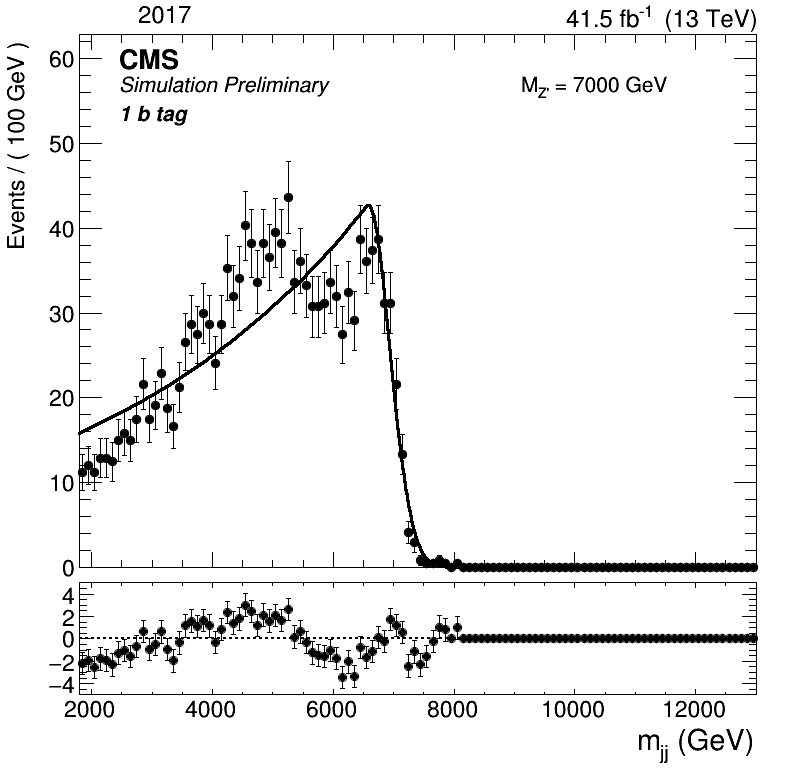 2017 41.5 fb-1 (13 TeV)
CMS
Simulation Preliminary
MZ' = 7000 GeV
1 b tag
Events / ( 100 GeV )
60
50
40
30
20
10
0
4
2
0
−2
−4
2000 4000 6000 8000 10000 12000
mjj (GeV)